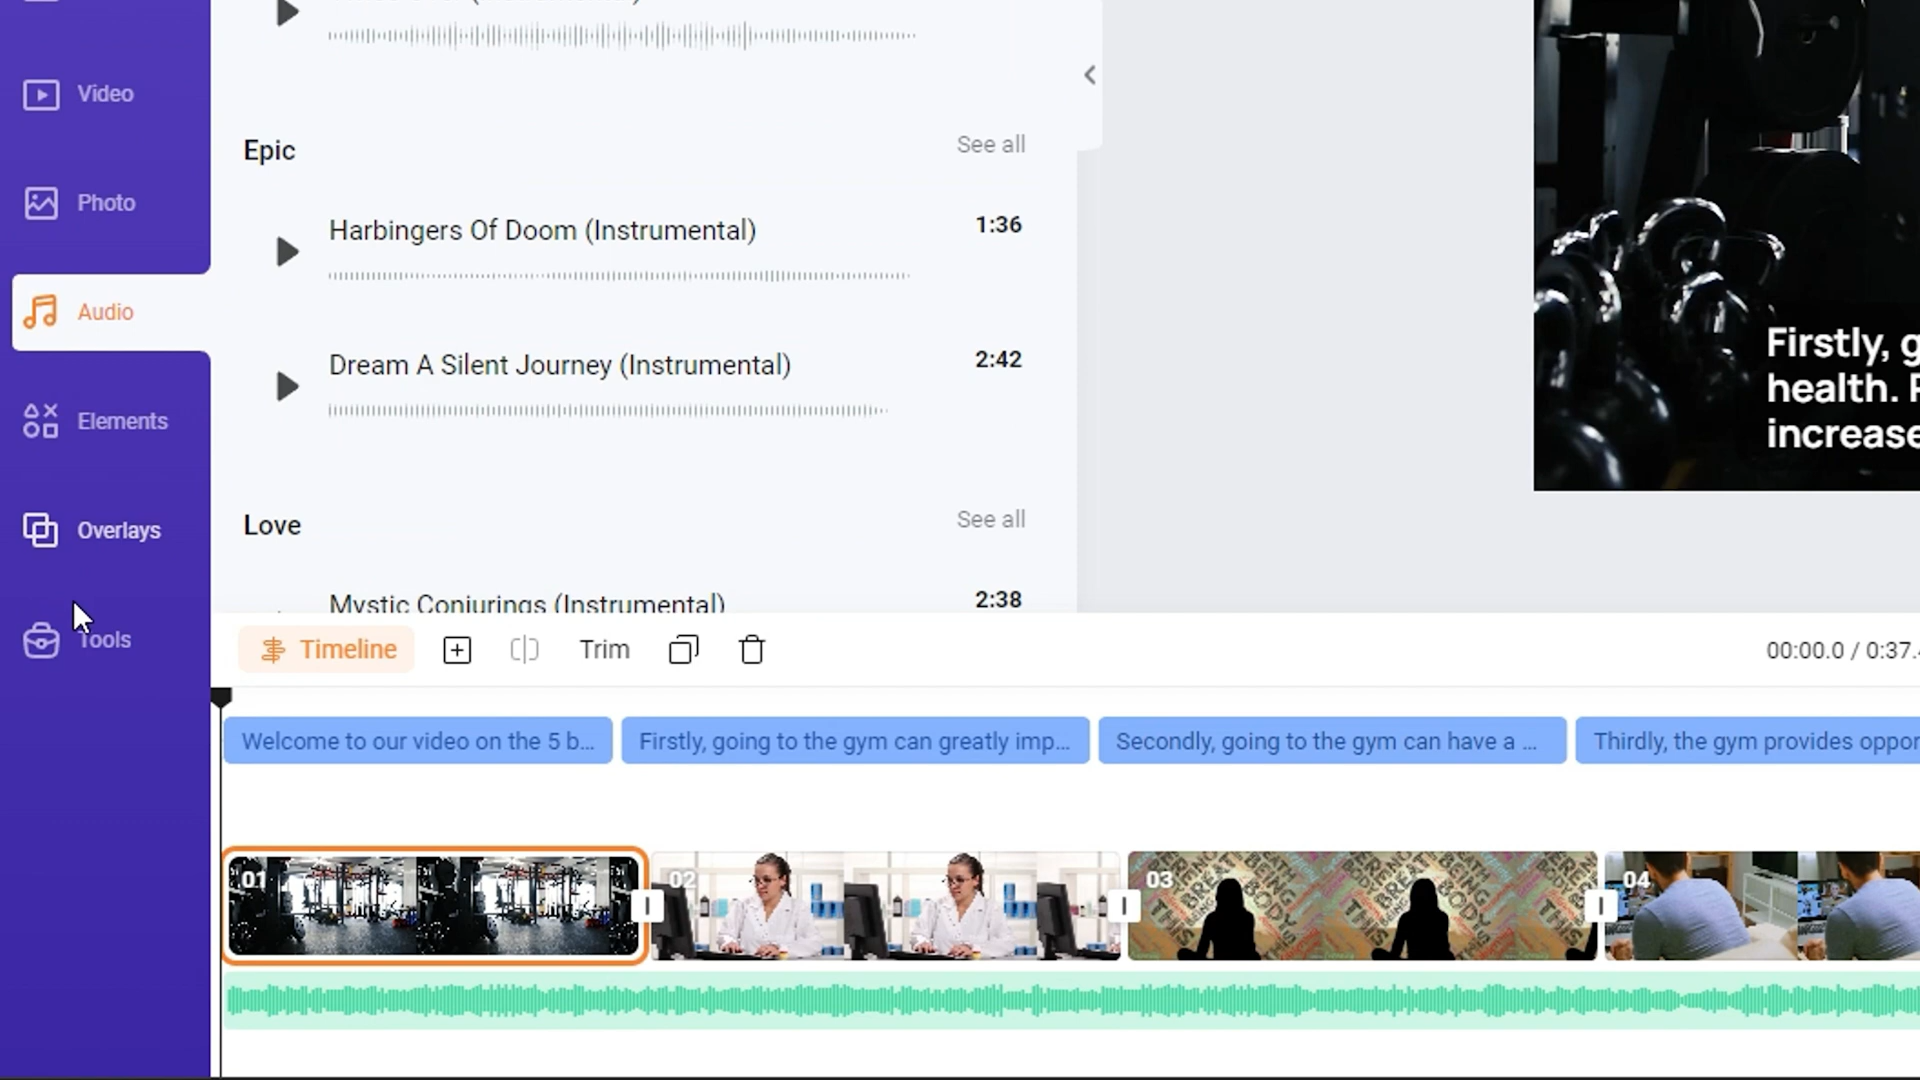 Video
Photo
Audio
Elements
Overlays
Tools
Epic
See all
Harbingers Of Doom (Instrumental)
1:36
Dream A Silent Journey (Instrumental)
2:42
Love
See all
Mystic Conjurings (Instrumental)
2:38
Firstly, g
health.
increase
Timeline
Trim
00:00.0 / 0:37.
Welcome to our video on the 5 b...
Firstly, going to the gym can greatly imp...
Secondly, going to the gym can have a ...
Thirdly, the gym provides oppor
01
02
03
04